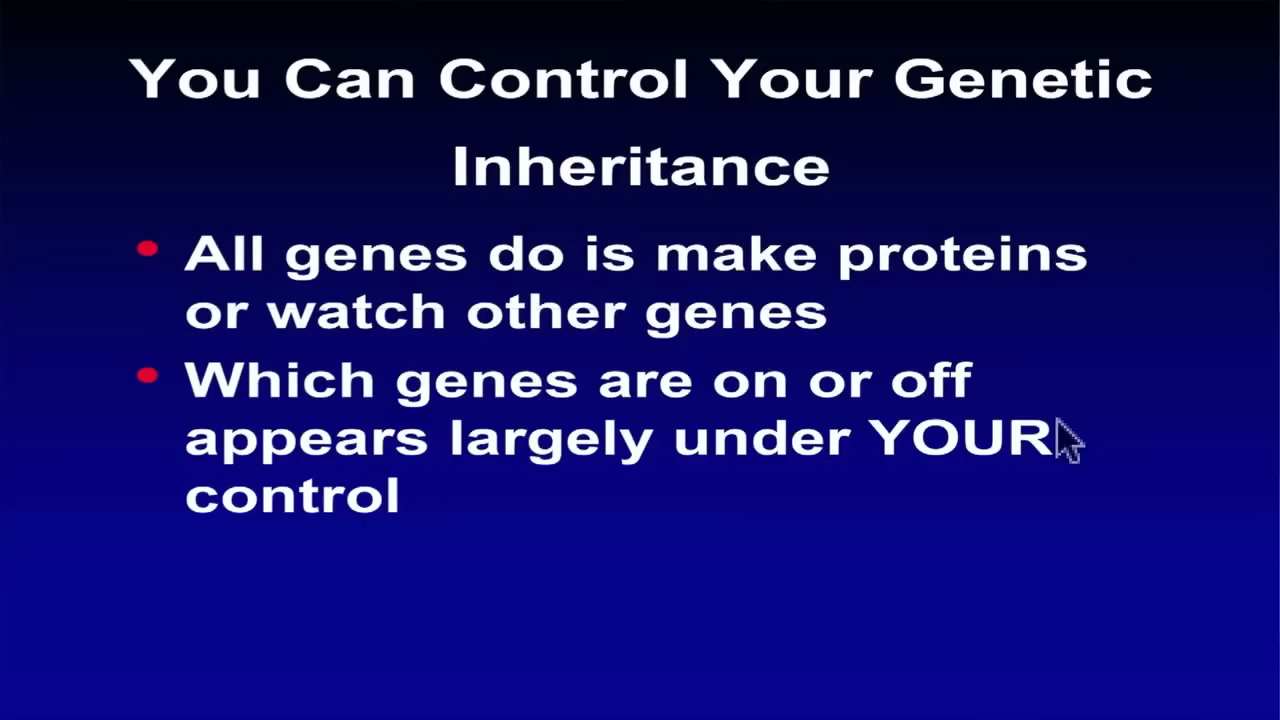 You Can Control Your Genetic
Inheritance
• All genes do is make proteins
or watch other genes
• Which genes are on or off
appears largely under YOUR
control